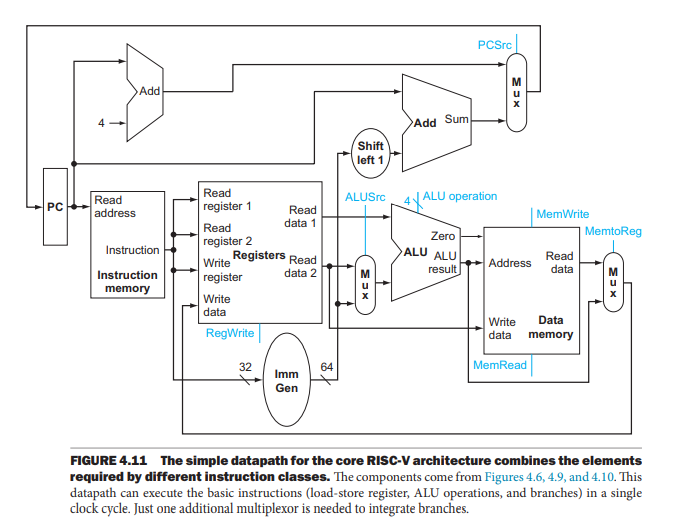 PCSrc
M
u
x
Add
4
Add Sum
Shift
left 1
PC
Read
address
Instruction
Instruction
memory
Read
register 1
Read
data 1
Read
register 2
Registers
Write
register
Read
data 2
Write
data
RegWrite
ALUSrc
M
u
x
4
ALU operation
Zero
ALU
ALU
result
MemWrite
Address
Read
data
Write
data
Data
memory
MemRead
MemtoReg
M
u
x
32
Imm
Gen
64
FIGURE 4.11 The simple datapath for the core RISC-V architecture combines the elements
required by different instruction classes. The components come from Figures 4.6, 4.9, and 4.10. This
datapath can execute the basic instructions (load-store register, ALU operations, and branches) in a single
clock cycle. Just one additional multiplexor is needed to integrate branches.